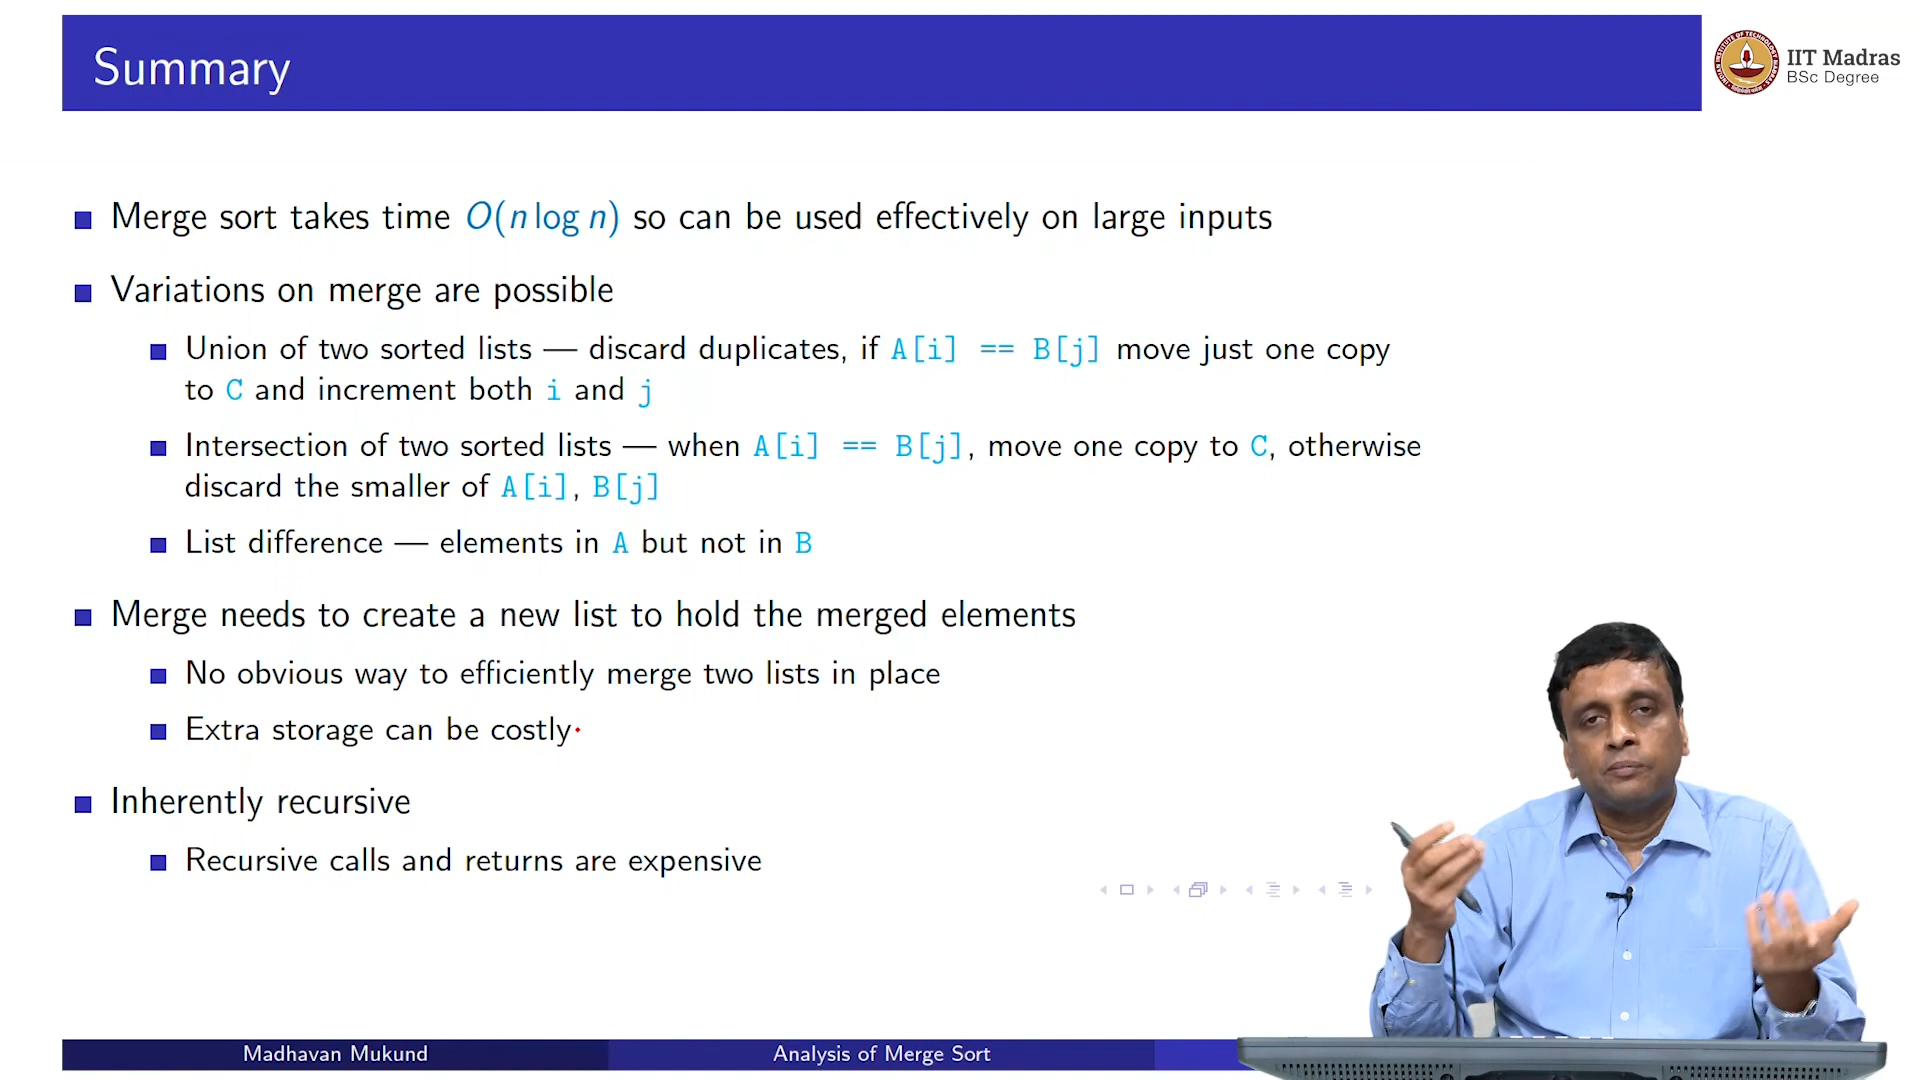 Summary
IIT Madras
BSc Degree
Merge sort takes time O(n log n) so can be used effectively on large inputs
Variations on merge are possible
Union of two sorted lists — discard duplicates, if A[i] == B[j] move just one copy
to C and increment both i and j
Intersection of two sorted lists — when A[i] == B[j], move one copy to C, otherwise
discard the smaller of A[i], B[j]
List difference — elements in A but not in B
Merge needs to create a new list to hold the merged elements
No obvious way to efficiently merge two lists in place
Extra storage can be costly
Inherently recursive
Recursive calls and returns are expensive
Madhavan Mukund
Analysis of Merge Sort